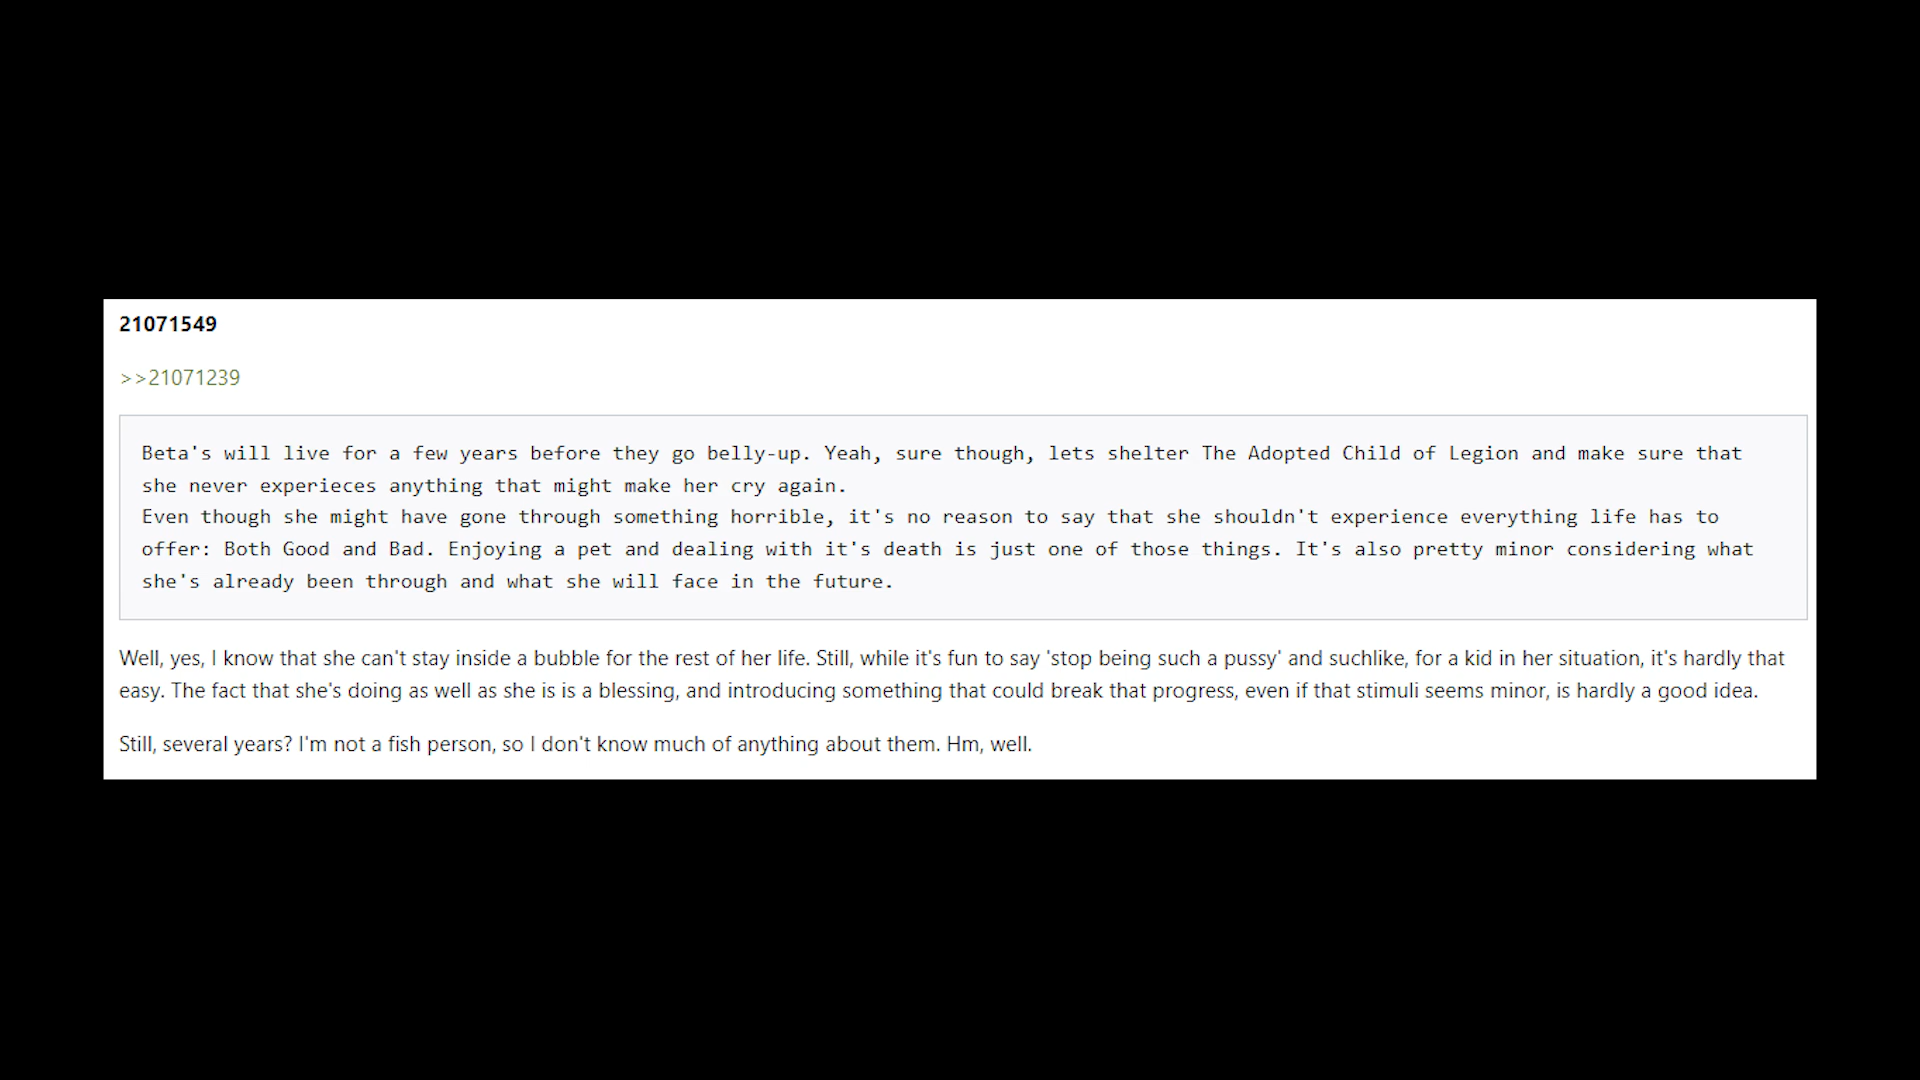 21071549
>>21071239
Beta's will live for a few years before they go belly-up. Yeah, sure though, lets shelter The Adopted Child of Legion and make sure that
she never experieces anything that might make her cry again.
Even though she might have gone through something horrible, it's no reason to say that she shouldn't experience everything life has to
offer: Both Good and Bad. Enjoying a pet and dealing with it's death is just one of those things. It's also pretty minor considering what
she's already been through and what she will face in the future.
Well, yes, I know that she can't stay inside a bubble for the rest of her life. Still, while it's fun to say 'stop being such a pussy' and suchlike, for a kid in her situation, it's hardly that
easy. The fact that she's doing as well as she is is a blessing, and introducing something that could break that progress, even if that stimuli seems minor, is hardly a good idea.
Still, several years? I'm not a fish person, so I don't know much of anything about them. Hm, well.